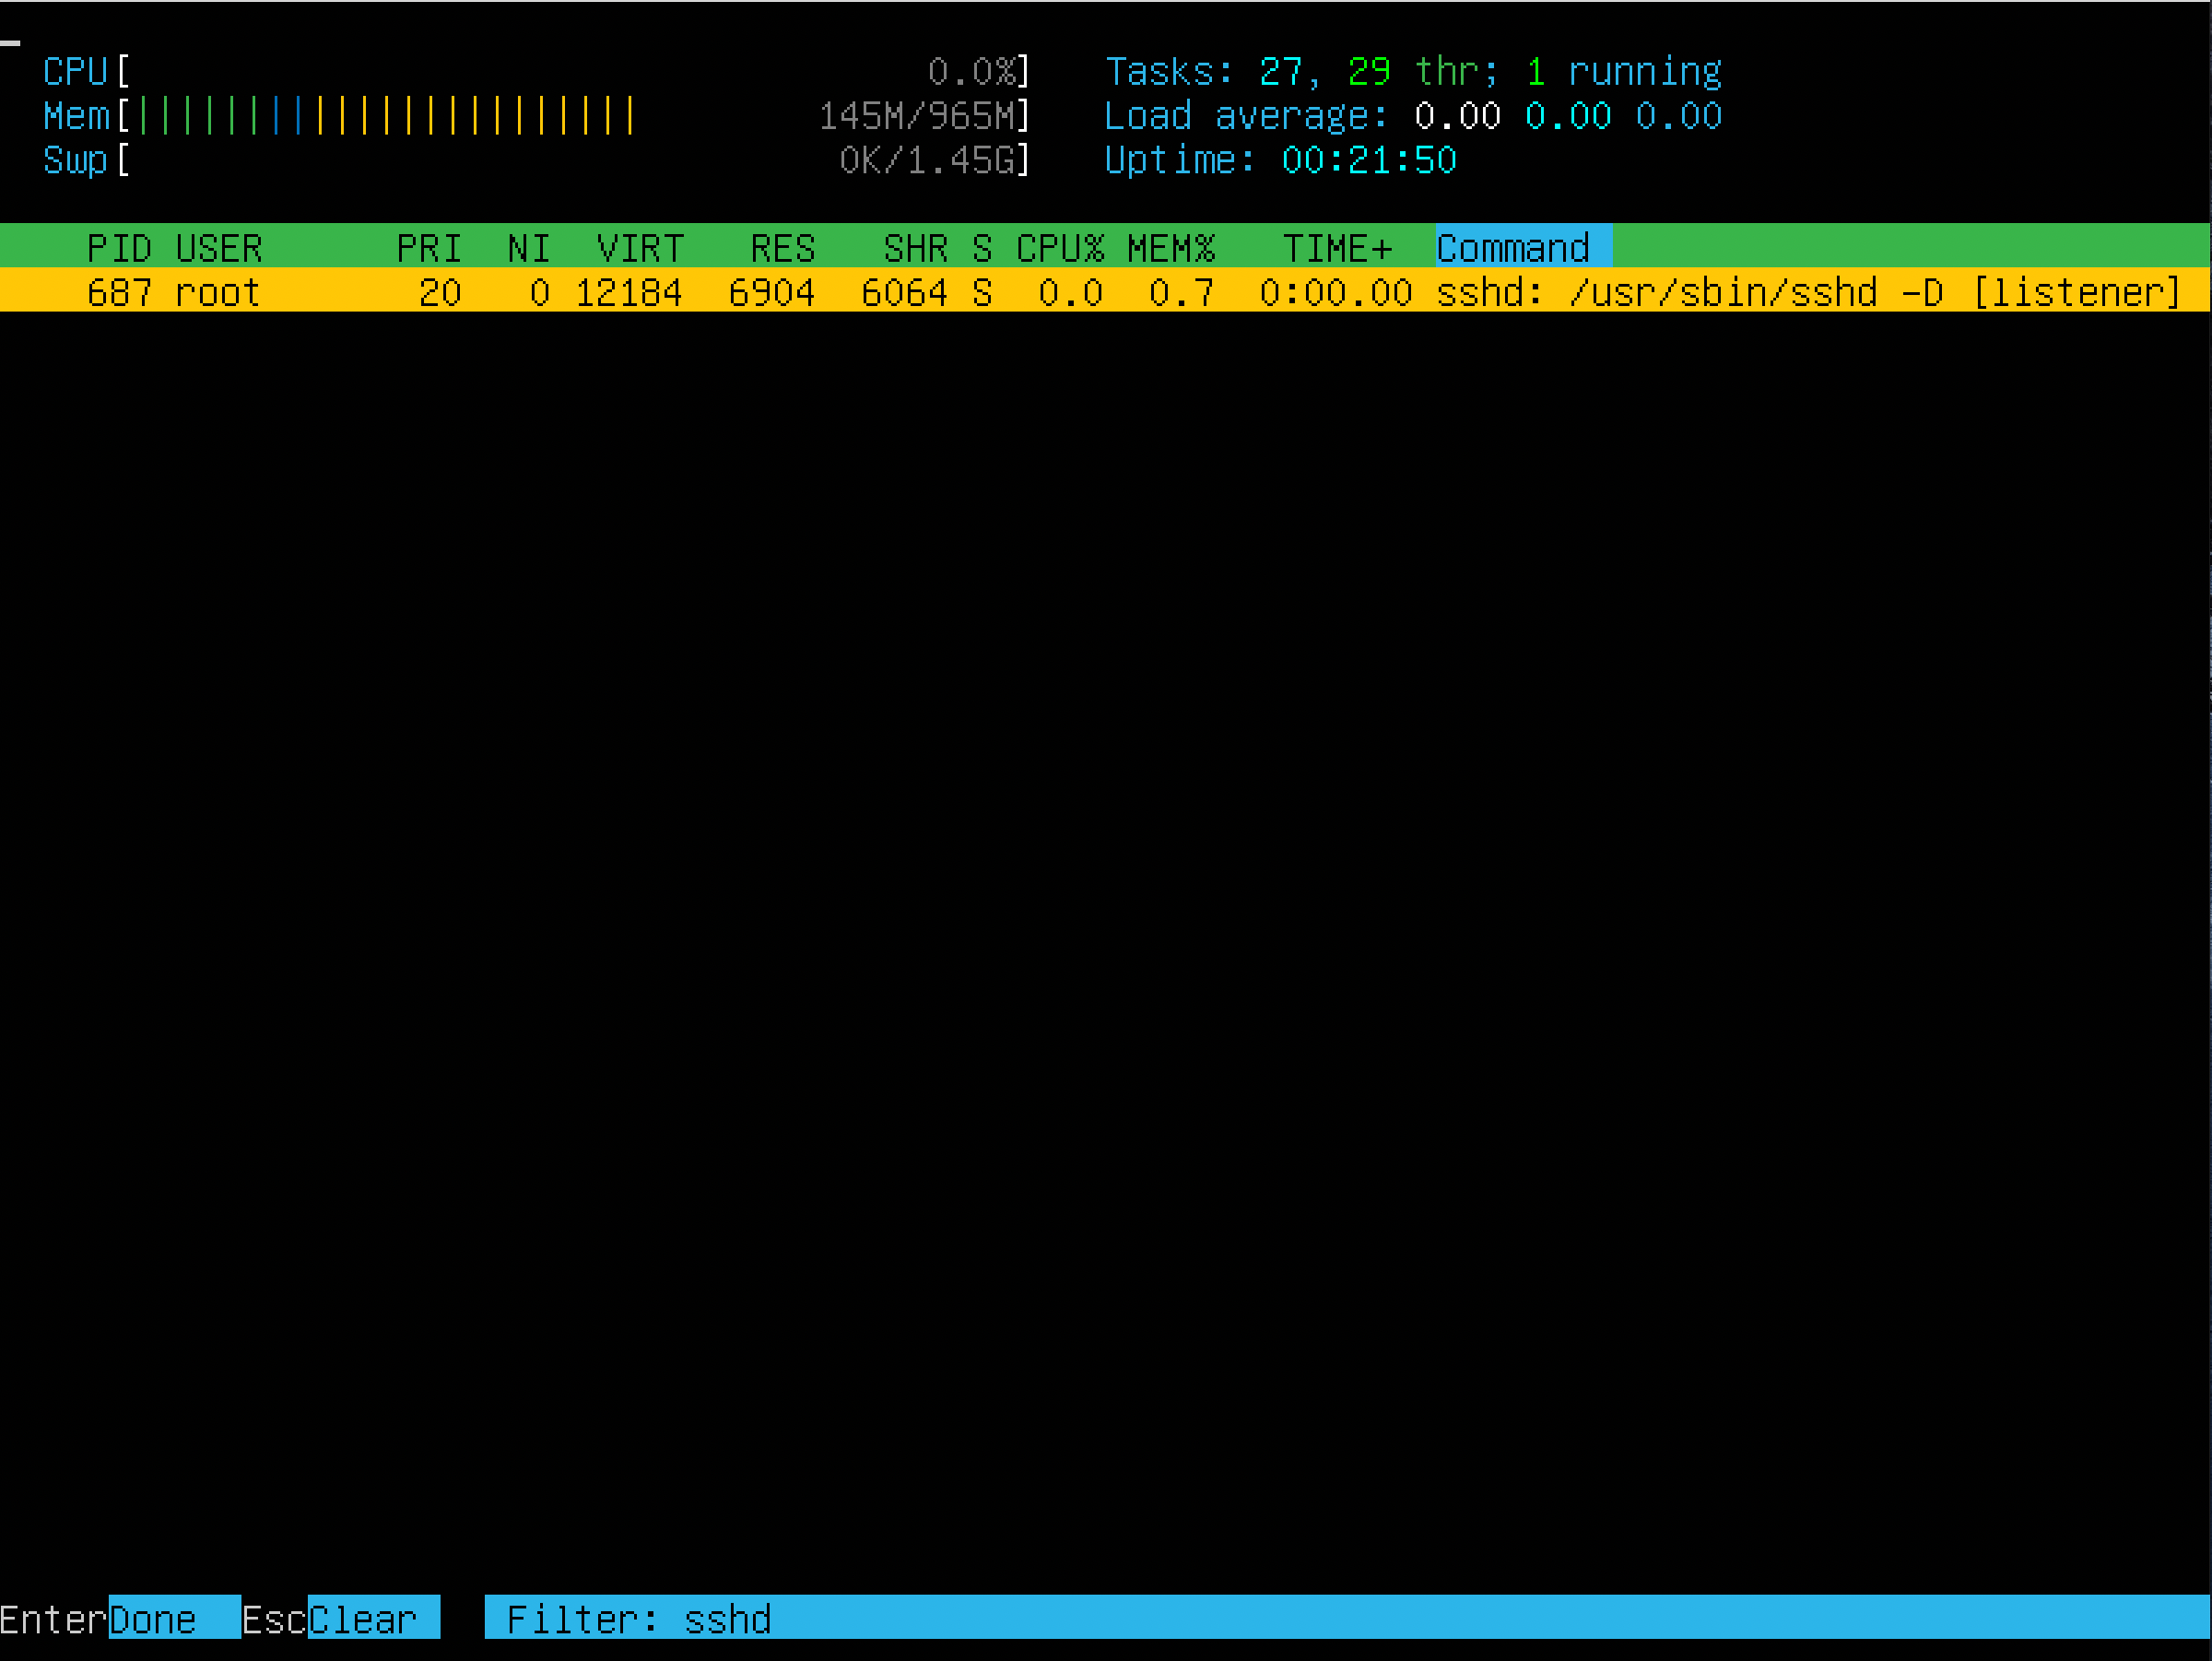 CPU[ 0.0%] Tasks: 27, 29 thr; 1 running
Mem[||||||||||||||||||||||| 145M/965M] Load average: 0.00 0.00 0.00
Swp[ 0K/1.45G] Uptime: 00:21:50
PID USER PRI NI VIRT RES SHR S CPU% MEM% TIME+ Command
687 root 20 0 12184 6904 6064 S 0.0 0.7 0:00.00 sshd: /usr/sbin/sshd -D [listener]
EnterDone EscClear Filter: sshd